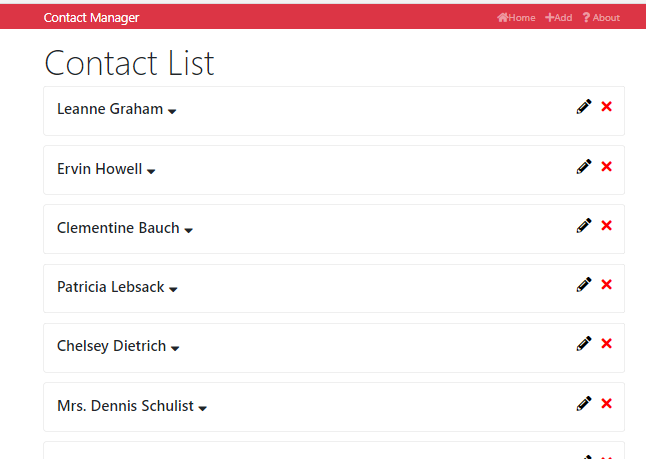 Contact Manager Home Add ? About
Contact List
Leanne Graham
Ervin Howell
Clementine Bauch
Patricia Lebsack
Chelsey Dietrich
Mrs. Dennis Schulist